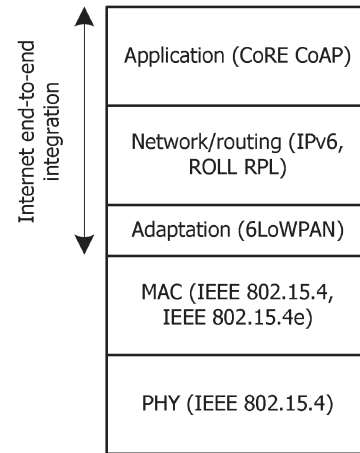 Internet end-to-end
integration
Application (CoRE CoAP)
Network/routing (IPv6,
ROLL RPL)
Adaptation (6LoWPAN)
MAC (IEEE 802.15.4,
IEEE 802.15.4e)
PHY (IEEE 802.15.4)